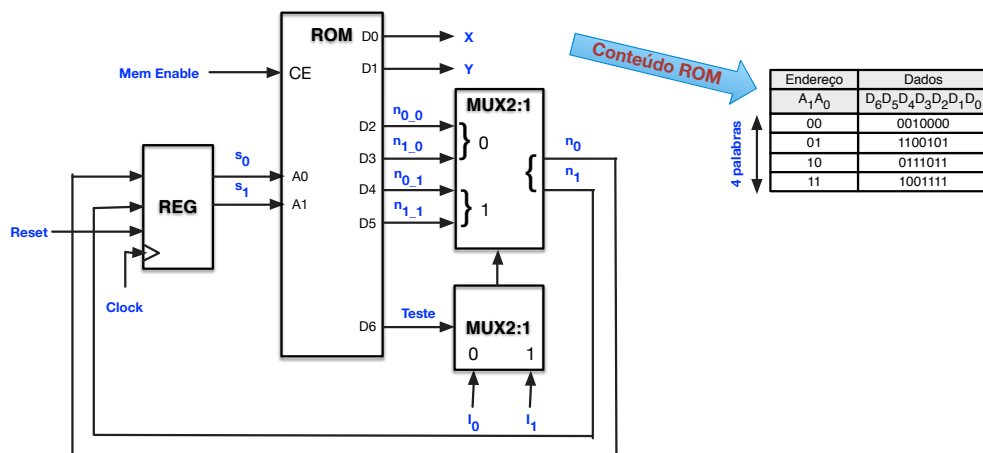 ROM
D0
X
Mem Enable
CE
D1
Y
Conteúdo ROM
Endereço Dados
A₁A₀ D₆D₅D₄D₃D₂D₁D₀
00 0010000
01 1100101
10 0111011
11 1001111
4 palabras
MUX2:1
D2
n₀_₀
D3
n₁_₀
} 0
D4
n₀_₁
D5
n₁_₁
} 1
{
n₀
n₁
s₀
A0
s₁
A1
REG
Reset
Clock
D6
Teste
MUX2:1
0 1
I₀ I₁